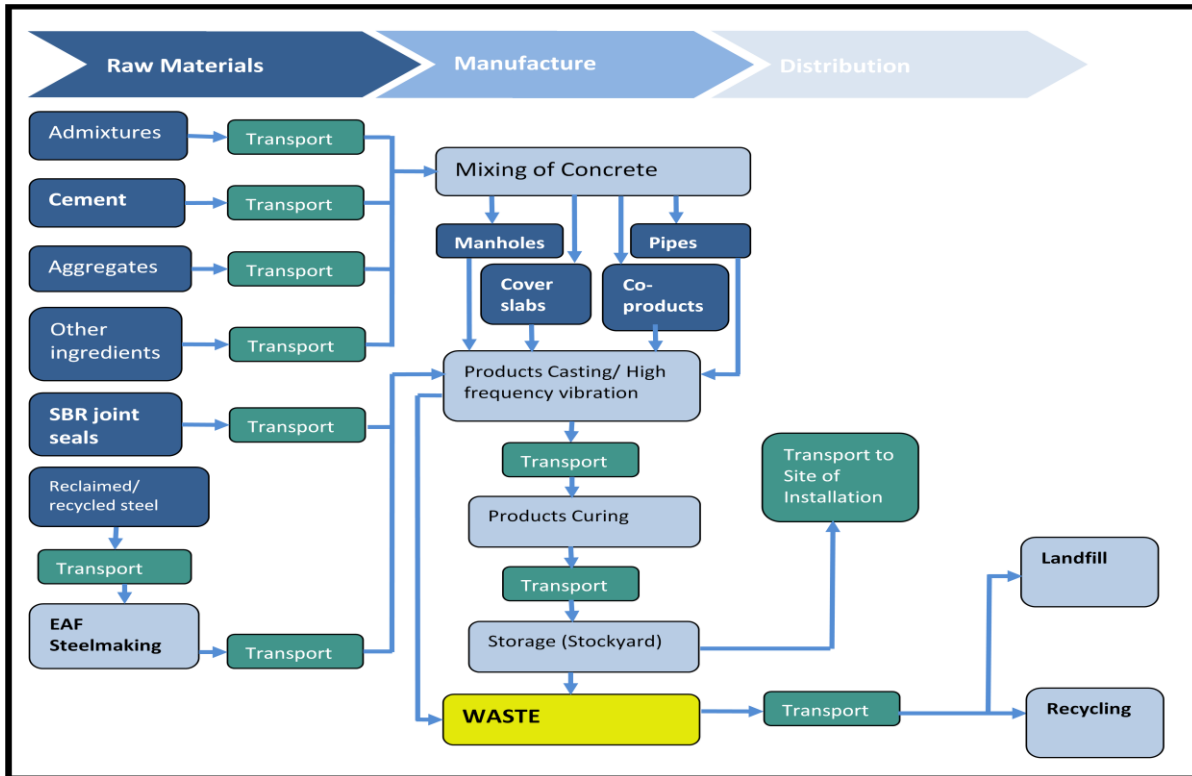 Raw Materials
Manufacture
Distribution
Admixtures
Transport
Cement
Transport
Aggregates
Transport
Other
ingredients
Transport
SBR joint
seals
Transport
Reclaimed/
recycled steel
Transport
EAF
Steelmaking
Transport
Mixing of Concrete
Manholes
Pipes
Cover
slabs
Co-
products
Products Casting/ High
frequency vibration
Transport
Products Curing
Transport
Storage (Stockyard)
WASTE
Transport
Transport to
Site of
Installation
Landfill
Recycling